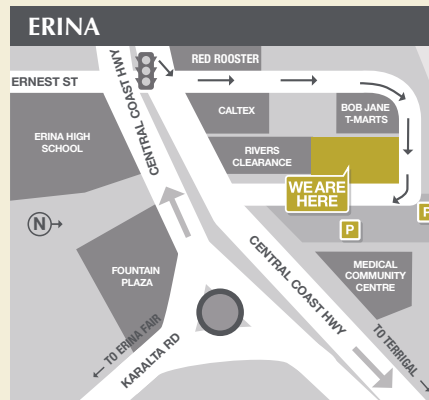 ERINA
RED ROOSTER
ERNEST ST
CENTRAL COAST HWY
CALTEX
BOB JANE
T-MARTS
ERINA HIGH
SCHOOL
RIVERS
CLEARANCE
WE ARE
HERE
N
P
P
CENTRAL COAST HWY
FOUNTAIN
PLAZA
MEDICAL
COMMUNITY
CENTRE
TO ERINA FAIR
KARALTA RD
TO TERRIGAL